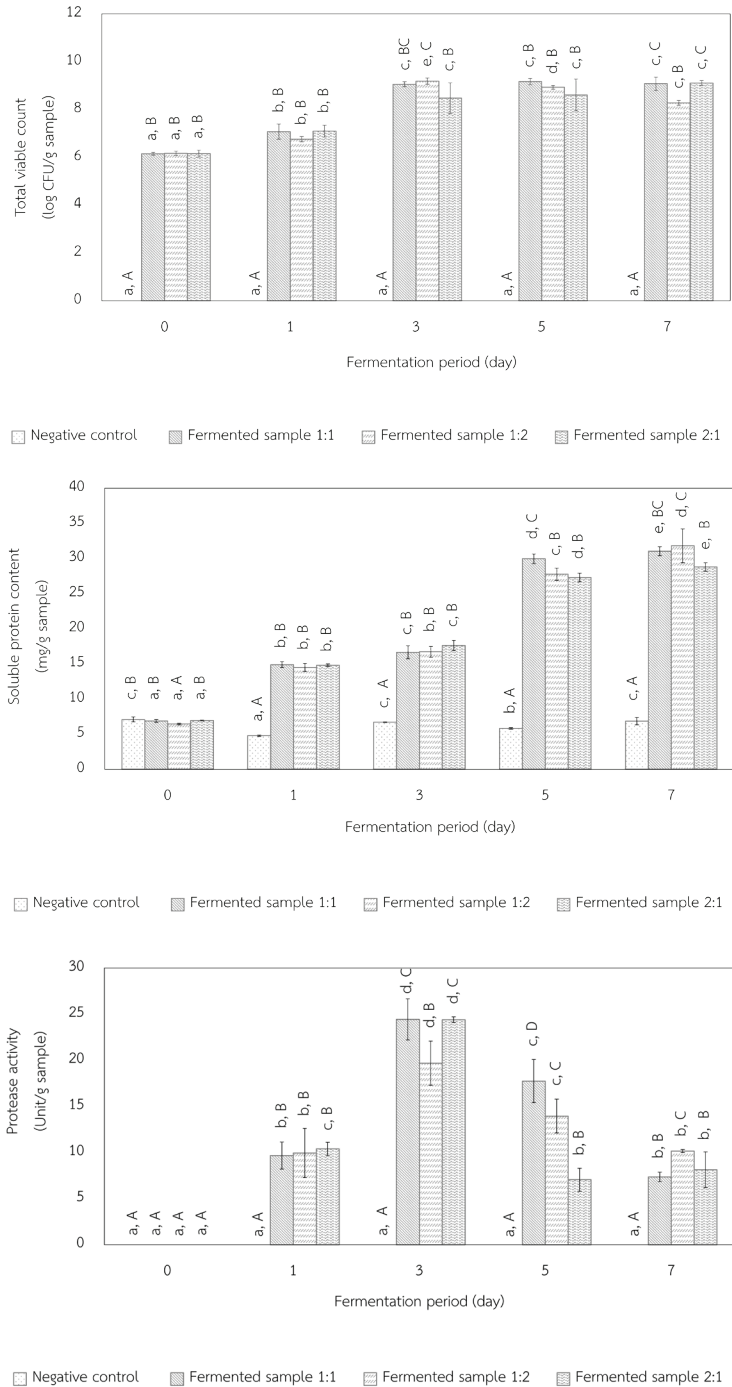 12
10
8
6
4
2
0
Total viable count
(log CFU/g sample)
a, A
a, B
a, B
a, B
a, A
b, B
b, B
b, B
a, A
c, BC
e, C
c, B
a, A
c, B
d, B
c, B
a, A
c, C
c, B
c, C
0 1 3 5 7
Fermentation period (day)
Negative control Fermented sample 1:1 Fermented sample 1:2 Fermented sample 2:1
40
35
30
25
20
15
10
5
0
Soluble protein content
(mg/g sample)
c, B
a, B
a, A
a, B
a, A
b, B
b, B
b, B
c, A
c, B
b, B
c, B
b, A
d, C
c, B
d, B
c, A
e, BC
d, C
e, B
0 1 3 5 7
Fermentation period (day)
Negative control Fermented sample 1:1 Fermented sample 1:2 Fermented sample 2:1
30
25
20
15
10
5
0
Protease activity
(Unit/g sample)
a, A
a, A
a, A
a, A
a, A
b, B
b, B
c, B
a, A
d, C
d, B
d, C
a, A
c, D
c, C
b, B
a, A
b, B
b, C
b, B
0 1 3 5 7
Fermentation period (day)
Negative control Fermented sample 1:1 Fermented sample 1:2 Fermented sample 2:1